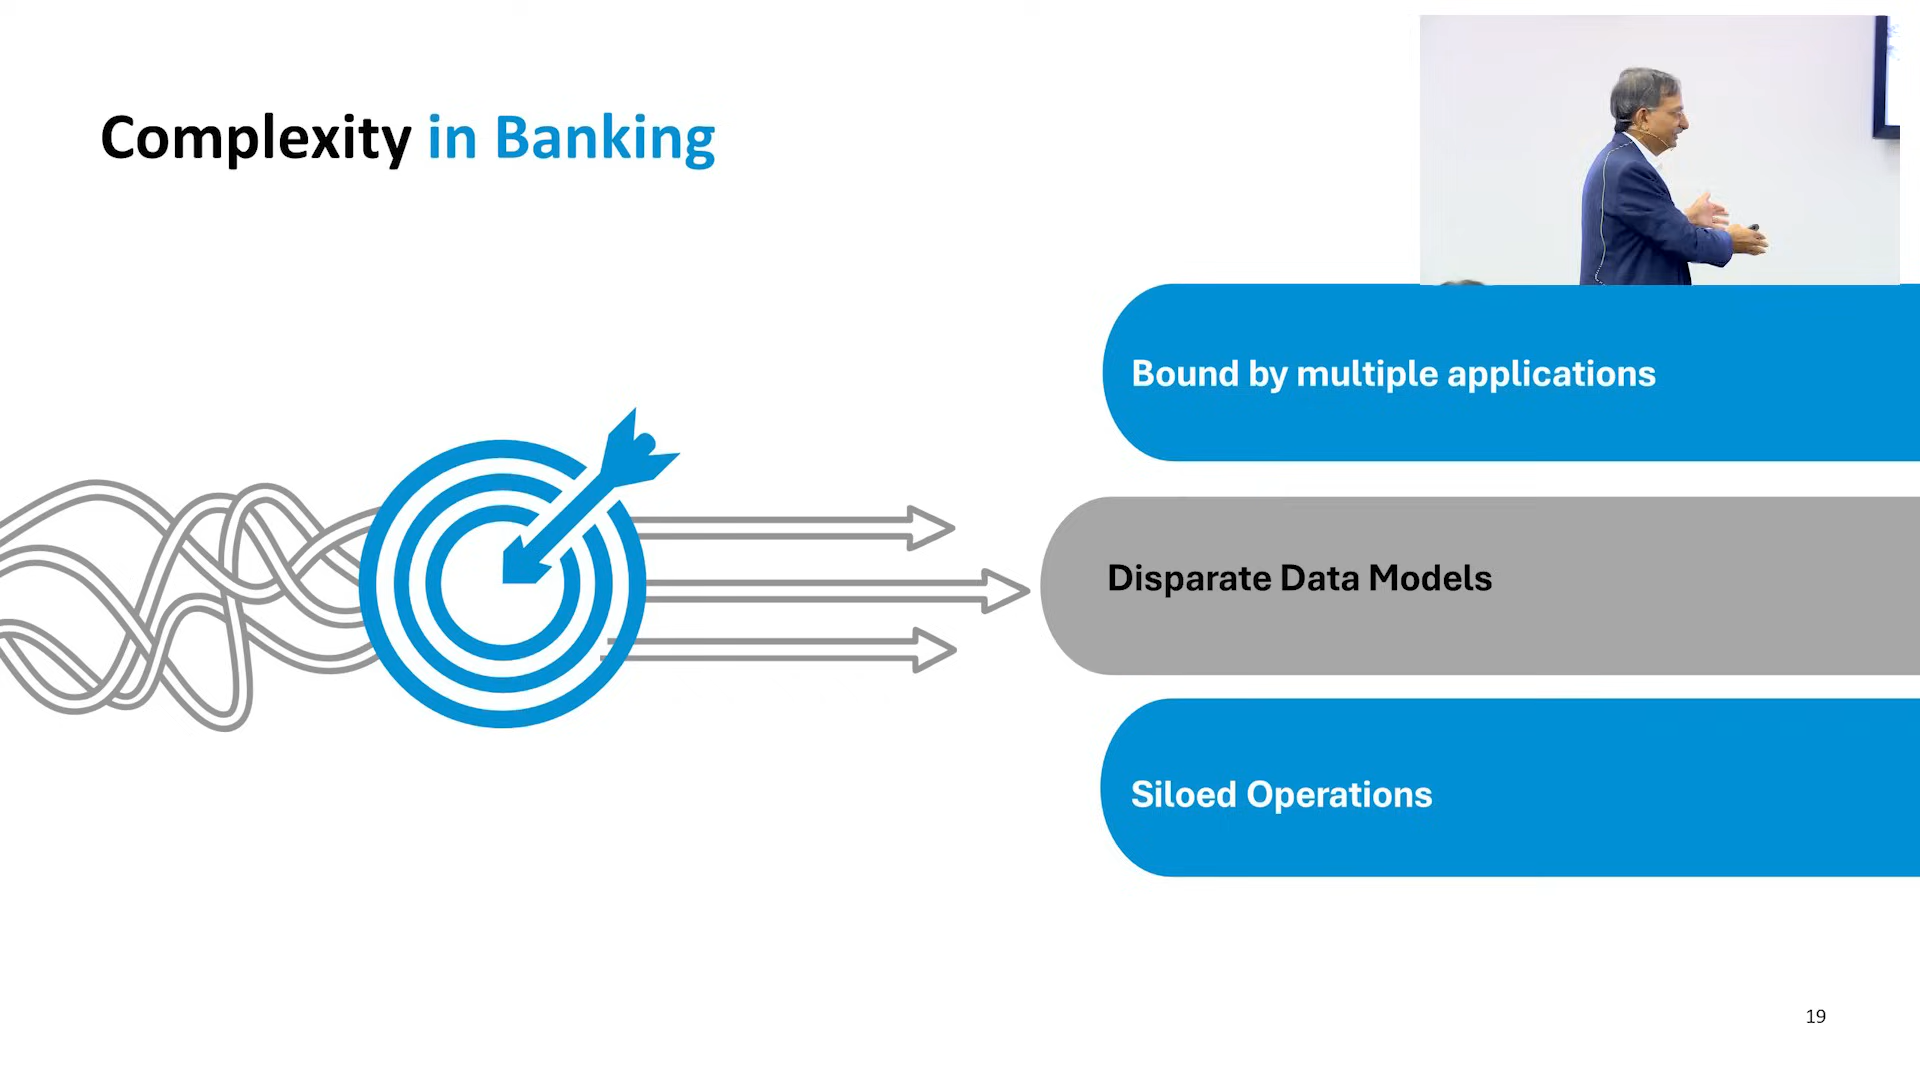 Complexity in Banking
Bound by multiple applications
Disparate Data Models
Siloed Operations
19